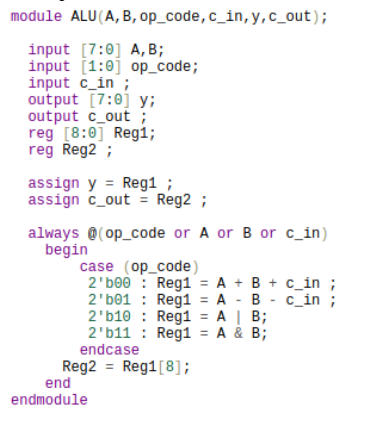 module ALU(A,B,op_code,c_in,y,c_out);
input [7:0] A,B;
input [1:0] op_code;
input c_in ;
output [7:0] y;
output c_out ;
reg [8:0] Reg1;
reg Reg2 ;
assign y = Reg1 ;
assign c_out = Reg2 ;
always @(op_code or A or B or c_in)
begin
case (op_code)
2'b00 : Reg1 = A + B + c_in ;
2'b01 : Reg1 = A - B - c_in ;
2'b10 : Reg1 = A | B;
2'b11 : Reg1 = A & B;
endcase
Reg2 = Reg1[8];
end
endmodule